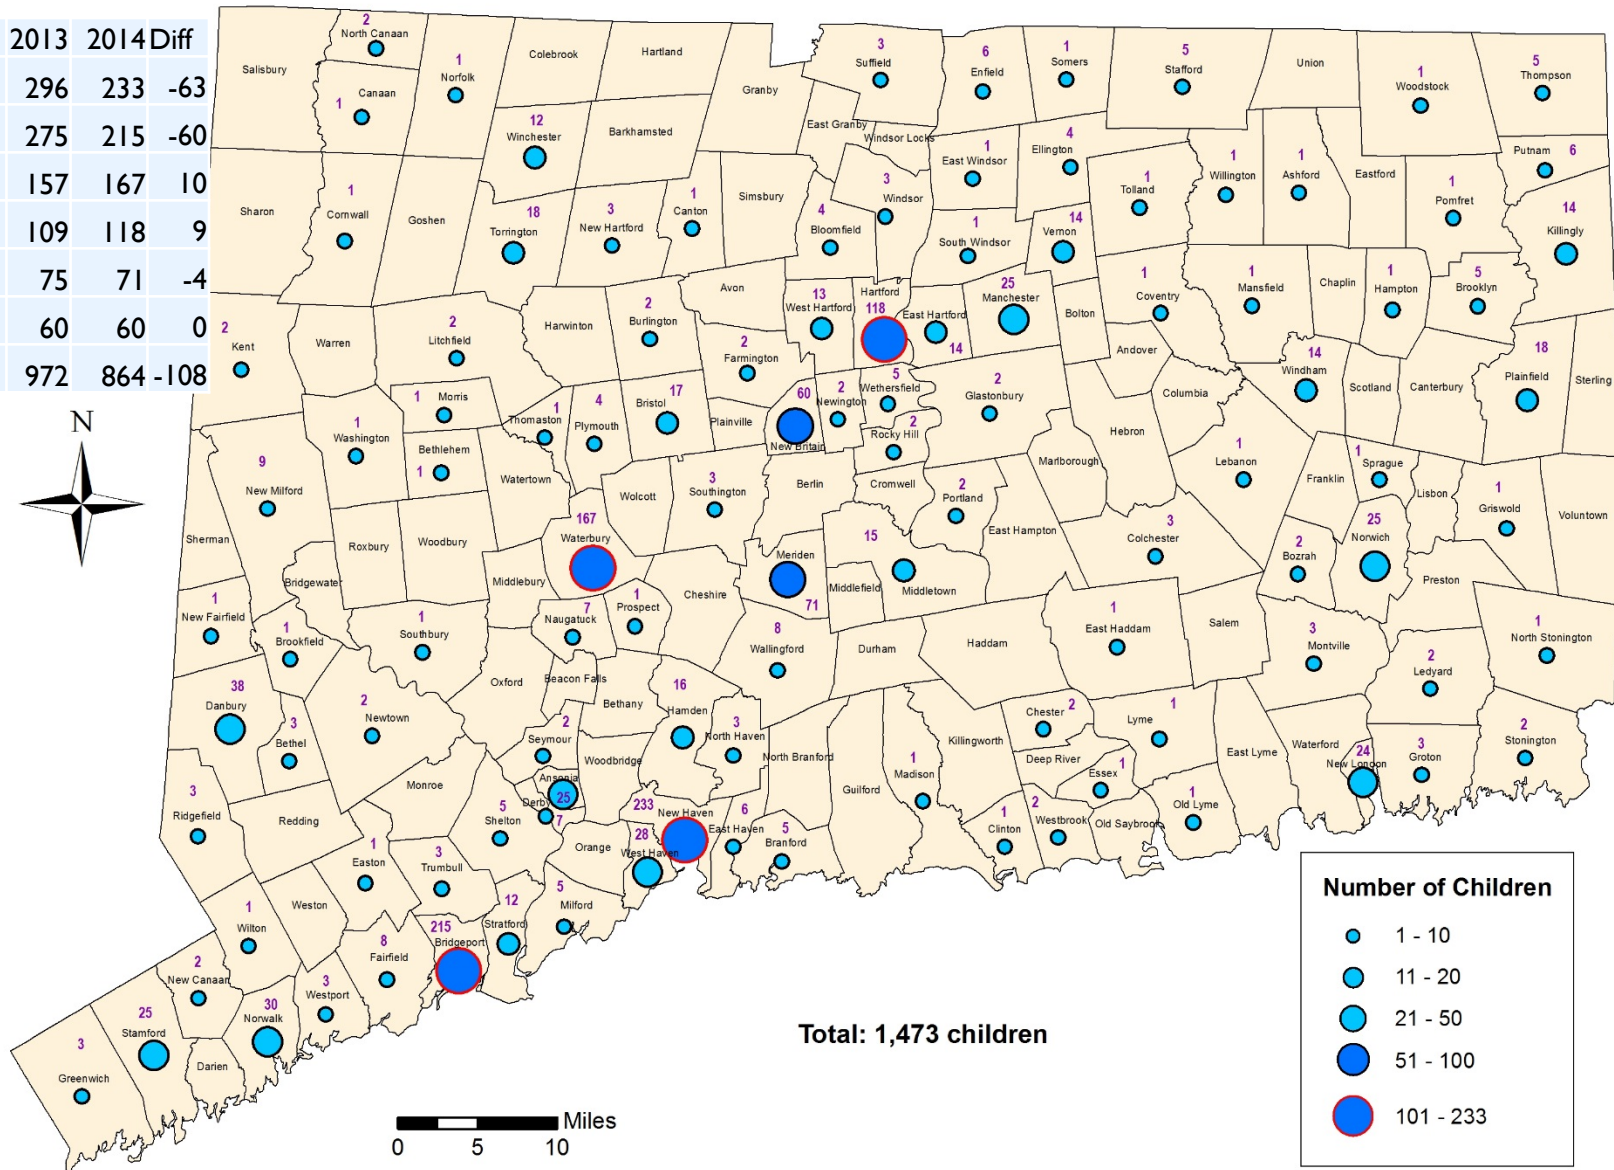 2013 2014 Diff
296 233 -63
275 215 -60
157 167 10
109 118 9
75 71 -4
60 60 0
972 864 -108
N
2
North Canaan
Salisbury
1
Norfolk
Colebrook
Hartland
Granby
3
Suffield
6
Enfield
1
Somers
5
Stafford
Union
1
Woodstock
5
Thompson
1
Canaan
12
Winchester
Barkhamsted
East Granby
Windsor Locks
1
East Windsor
4
Ellington
1
Tolland
1
Willington
1
Ashford
Eastford
Putnam 6
1
Pomfret
Sharon
1
Cornwall
Goshen
18
Torrington
3
New Hartford
1
Canton
Simsbury
4
Bloomfield
3
Windsor
1
South Windsor
14
Vernon
14
Killingly
2
Kent
Warren
2
Litchfield
Harwinton
2
Burlington
Avon
2
Farmington
13
West Hartford
Hartford
118
East Hartford
14
25
Manchester
Bolton
1
Coventry
Andover
1
Mansfield
Chaplin
1
Hampton
5
Brooklyn
1
Morris
1
Washington
Bethlehem
1
Thomaston
1
4
Plymouth
17
Bristol
Plainville
60
New Britain
2
Newington
5
Wethersfield
2
Rocky Hill
2
Glastonbury
Hebron
Columbia
14
Windham
Scotland
Canterbury
18
Plainfield
Sterling
9
New Milford
Sherman
Bridgewater
Roxbury
Woodbury
Watertown
Wolcott
3
Southington
Berlin
Cromwell
2
Portland
Marlborough
East Hampton
3
Colchester
1
Lebanon
Franklin
1
Sprague
Lisbon
1
Griswold
Voluntown
167
Waterbury
Middlebury
Meriden
71
15
Middletown
Middlefield
Cheshire
7
Naugatuck
1
Prospect
2
Bozrah
25
Norwich
Preston
1
New Fairfield
1
Brookfield
1
Southbury
Oxford
Beacon Falls
Bethany
8
Wallingford
Durham
Haddam
1
East Haddam
Salem
3
Montville
2
Ledyard
1
North Stonington
38
Danbury
3
Bethel
2
Newtown
2
Seymour
Woodbridge
16
Hamden
3
North Haven
North Branford
Guilford
1
Madison
Killingworth
2
Chester
Deep River
1
Essex
1
Lyme
East Lyme
Waterford
24
New London
3
Groton
2
Stonington
3
Ridgefield
Redding
Monroe
5
Shelton
Ansonia
25
Derby
7
Orange
233
New Haven
28
West Haven
6
East Haven
5
Branford
1
Clinton
2
Westbrook
Old Saybrook
1
Old Lyme
1
Wilton
Weston
1
Easton
3
Trumbull
12
Stratford
5
Milford
215
Bridgeport
8
Fairfield
3
Westport
2
New Canaan
30
Norwalk
25
Stamford
Darien
3
Greenwich
Total: 1,473 children
Miles
0 5 10
Number of Children
1 - 10
11 - 20
21 - 50
51 - 100
101 - 233